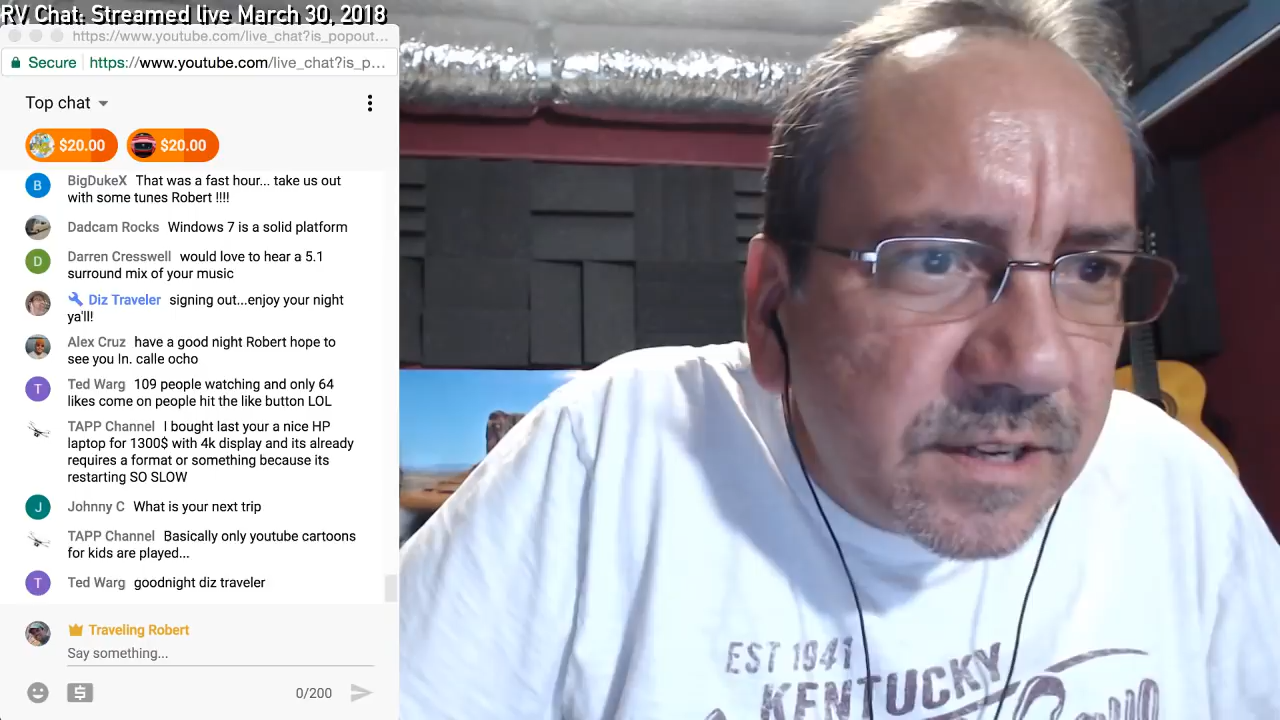 RV Chat: Streamed live March 30, 2018
https://www.youtube.com/live_chat?is_popout...
Secure https://www.youtube.com/live_chat?is_p...
Top chat
$20.00 $20.00
B BigDukeX That was a fast hour... take us out
with some tunes Robert !!!!
Dadcam Rocks Windows 7 is a solid platform
D Darren Cresswell would love to hear a 5.1
surround mix of your music
Diz Traveler signing out...enjoy your night
ya'll!
Alex Cruz have a good night Robert hope to
see you In. calle ocho
T Ted Warg 109 people watching and only 64
likes come on people hit the like button LOL
TAPP Channel I bought last your a nice HP
laptop for 1300$ with 4k display and its already
requires a format or something because its
restarting SO SLOW
J Johnny C What is your next trip
TAPP Channel Basically only youtube cartoons
for kids are played...
T Ted Warg goodnight diz traveler
Traveling Robert
Say something...
$ 0/200
EST 1941
KENTUCKY